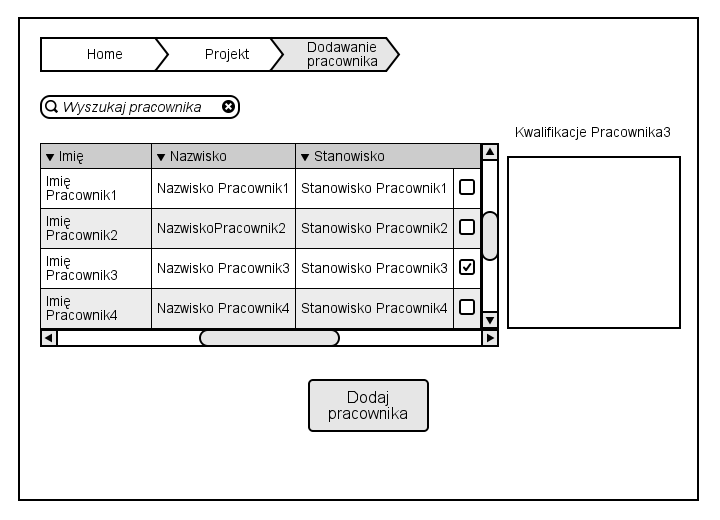 Home
Projekt
Dodawanie
pracownika
Wyszukaj pracownika
Kwalifikacje Pracownika3
Imię
Nazwisko
Stanowisko
Imię
Pracownik1
Nazwisko Pracownik1
Stanowisko Pracownik1
Imię
Pracownik2
NazwiskoPracownik2
Stanowisko Pracownik2
Imię
Pracownik3
Nazwisko Pracownik3
Stanowisko Pracownik3
Imię
Pracownik4
Nazwisko Pracownik4
Stanowisko Pracownik4
Dodaj
pracownika